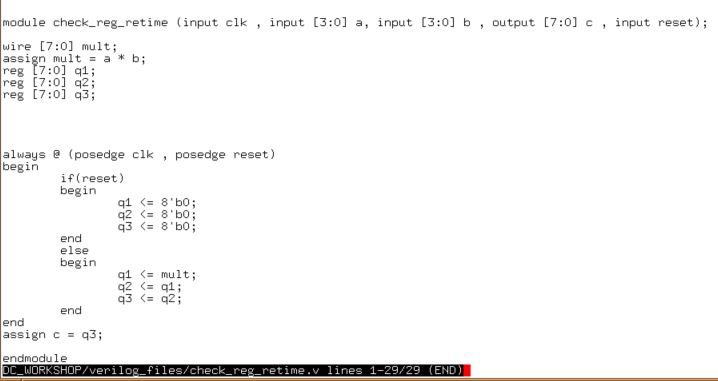 module check_reg_retime (input clk , input [3:0] a, input [3:0] b , output [7:0] c , input reset);
wire [7:0] mult;
assign mult = a * b;
reg [7:0] q1;
reg [7:0] q2;
reg [7:0] q3;
always @ (posedge clk , posedge reset)
begin
if(reset)
begin
q1 <= 8'b0;
q2 <= 8'b0;
q3 <= 8'b0;
end
else
begin
q1 <= mult;
q2 <= q1;
q3 <= q2;
end
end
assign c = q3;
endmodule
DC_WORKSHOP/verilog_files/check_reg_retime.v lines 1-29/29 (END)